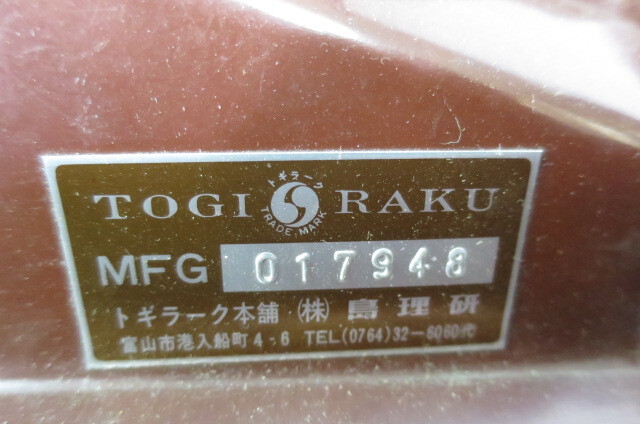 トギラーク
TOGI RAKU
TRADE MARK
MFG 017948
トギラーク本舗 (株) 島理研
富山市港入船町4-6 TEL(0764)32-6060代